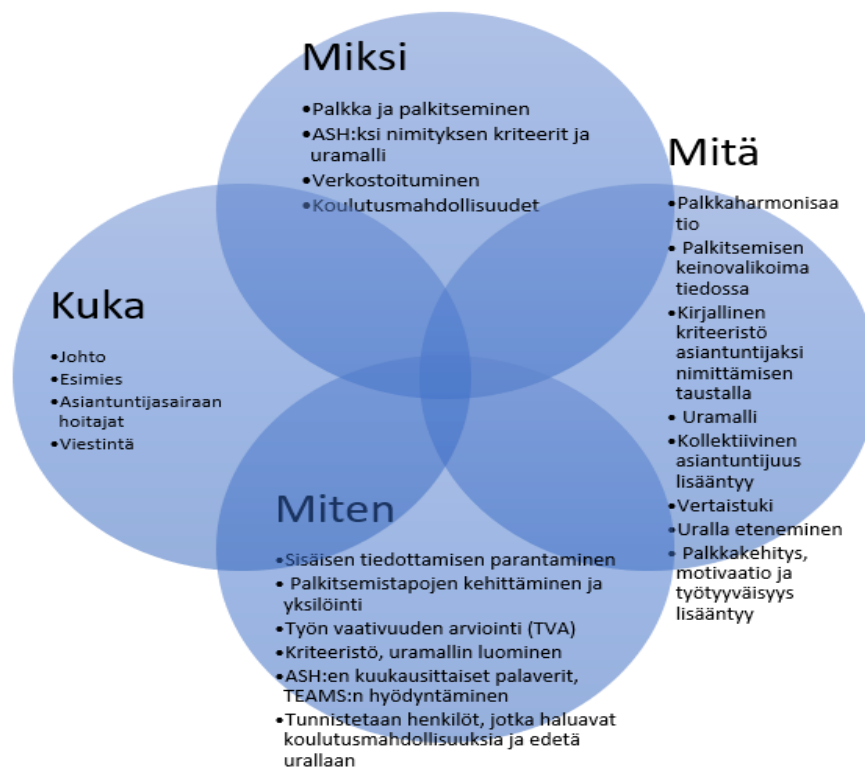 Miksi
•Palkka ja palkitseminen
•ASH:ksi nimityksen kriteerit ja
uramalli
•Verkostoituminen
•Koulutusmahdollisuudet
Mitä
•Palkkaharmonisaa
tio
• Palkitsemisen
keinovalikoima
tiedossa
•Kirjallinen
kriteeristö
asiantuntijaksi
nimittämisen
taustalla
• Uramalli
•Kollektiivinen
asiantuntijuus
lisääntyy
•Vertaistuki
•Uralla eteneminen
• Palkkakehitys,
motivaatio ja
työtyyväisyys
lisääntyy
Kuka
•Johto
•Esimies
•Asiantuntijasairaan
hoitajat
•Viestintä
Miten
•Sisäisen tiedottamisen parantaminen
• Palkitsemistapojen kehittäminen ja
yksilöinti
•Työn vaativuuden arviointi (TVA)
•Kriteeristö, uramallin luominen
•ASH:en kuukausittaiset palaverit,
TEAMS:n hyödyntäminen
•Tunnistetaan henkilöt, jotka haluavat
koulutusmahdollisuuksia ja edetä
urallaan